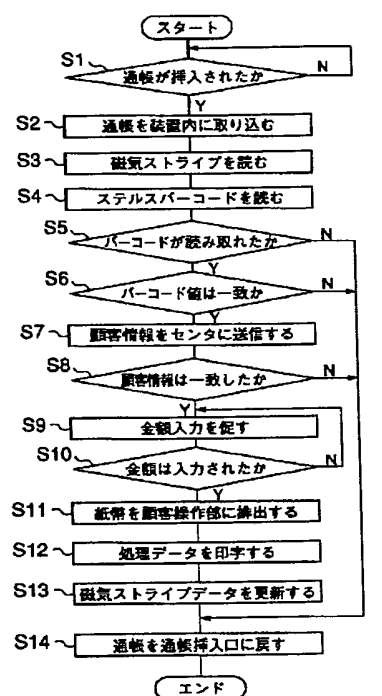 スタート
S1
通帳が挿入されたか
N
Y
S2
通帳を装置内に取り込む
S3
磁気ストライプを読む
S4
ステルスバーコードを読む
S5
バーコードが読み取れたか
N
Y
S6
バーコード値は一致か
N
Y
S7
顧客情報をセンタに送信する
S8
顧客情報は一致したか
N
Y
S9
金額入力を促す
S10
金額は入力されたか
N
Y
S11
紙幣を顧客操作部に排出する
S12
処理データを印字する
S13
磁気ストライプデータを更新する
S14
通帳を通帳挿入口に戻す
エンド